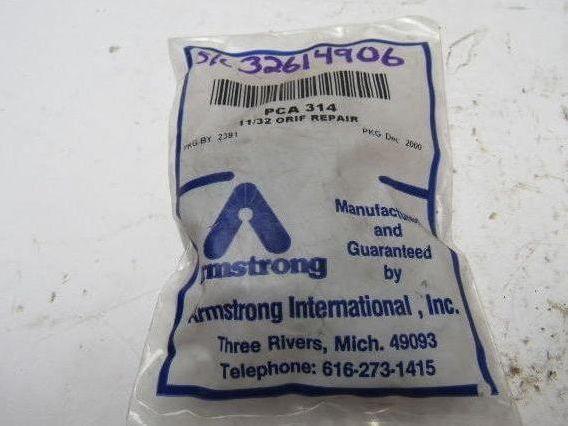 S/C 32614906
PCA 314
11/32 ORIF REPAIR
PKG BY 2391 PKG Dec 2000
Armstrong
Manufactured
and
Guaranteed
by
Armstrong International , Inc.
Three Rivers, Mich. 49093
Telephone: 616-273-1415